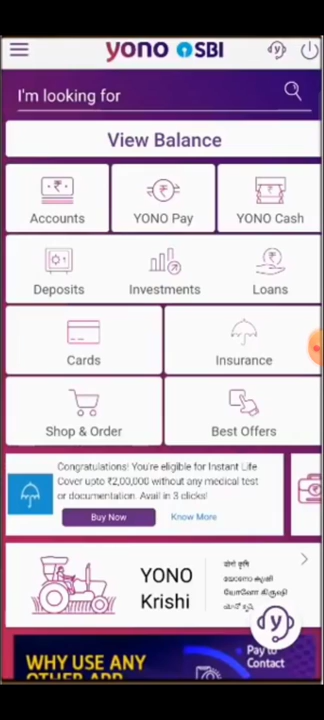 yono SBI
I'm looking for
View Balance
Accounts
YONO Pay
YONO Cash
Deposits
Investments
Loans
Cards
Insurance
Shop & Order
Best Offers
Congratulations! You're eligible for Instant Life
Cover upto ₹2,00,000 without any medical test
or documentation. Avail in 3 clicks!
Buy Now
Know More
YONO
Krishi
योनो कृषि
Pay to
Contact
WHY USE ANY
OTHER APP